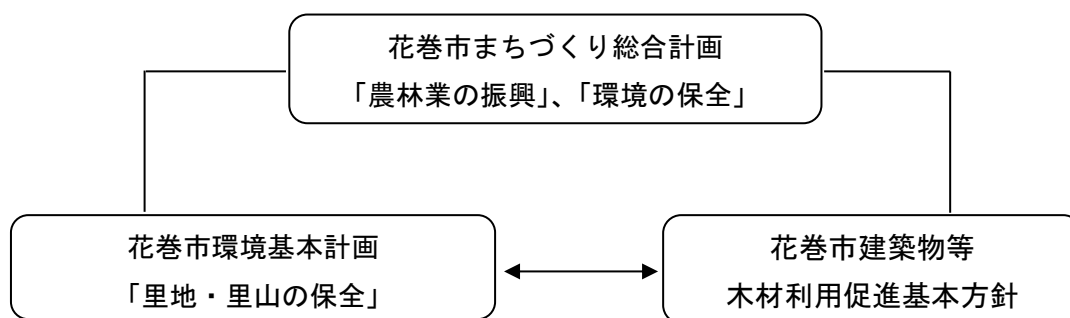 花巻市まちづくり総合計画
「農林業の振興」、「環境の保全」
花巻市環境基本計画
「里地・里山の保全」
花巻市建築物等
木材利用促進基本方針